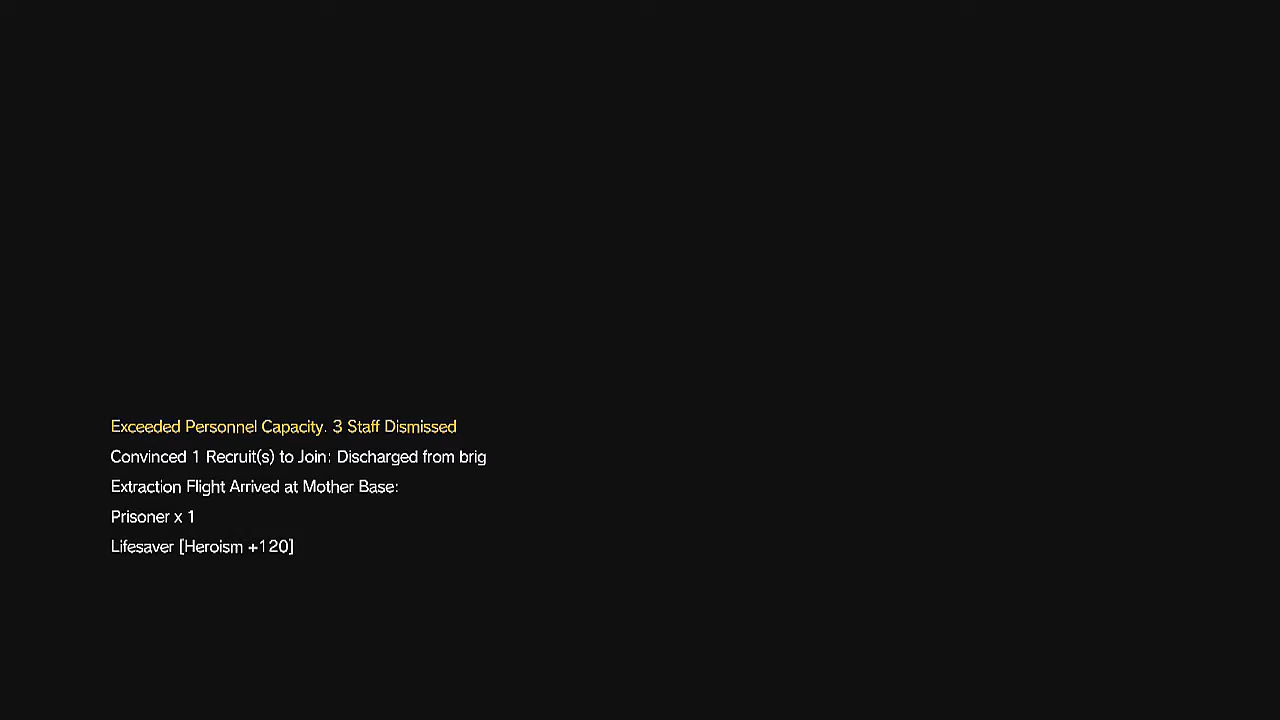 Exceeded Personnel Capacity. 3 Staff Dismissed
Convinced 1 Recruit(s) to Join: Discharged from brig
Extraction Flight Arrived at Mother Base:
Prisoner x 1
Lifesaver [Heroism +120]